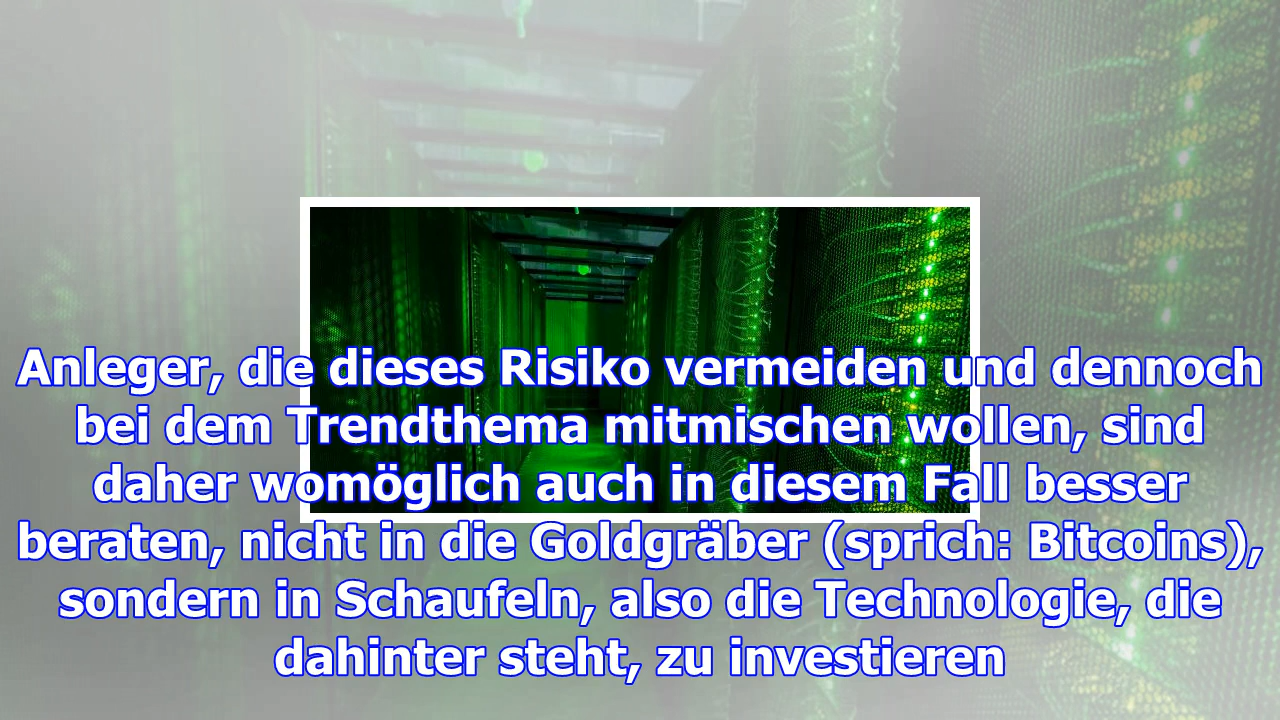 Anleger, die dieses Risiko vermeiden und dennoch
bei dem Trendthema mitmischen wollen, sind
daher womöglich auch in diesem Fall besser
beraten, nicht in die Goldgräber (sprich: Bitcoins),
sondern in Schaufeln, also die Technologie, die
dahinter steht, zu investieren